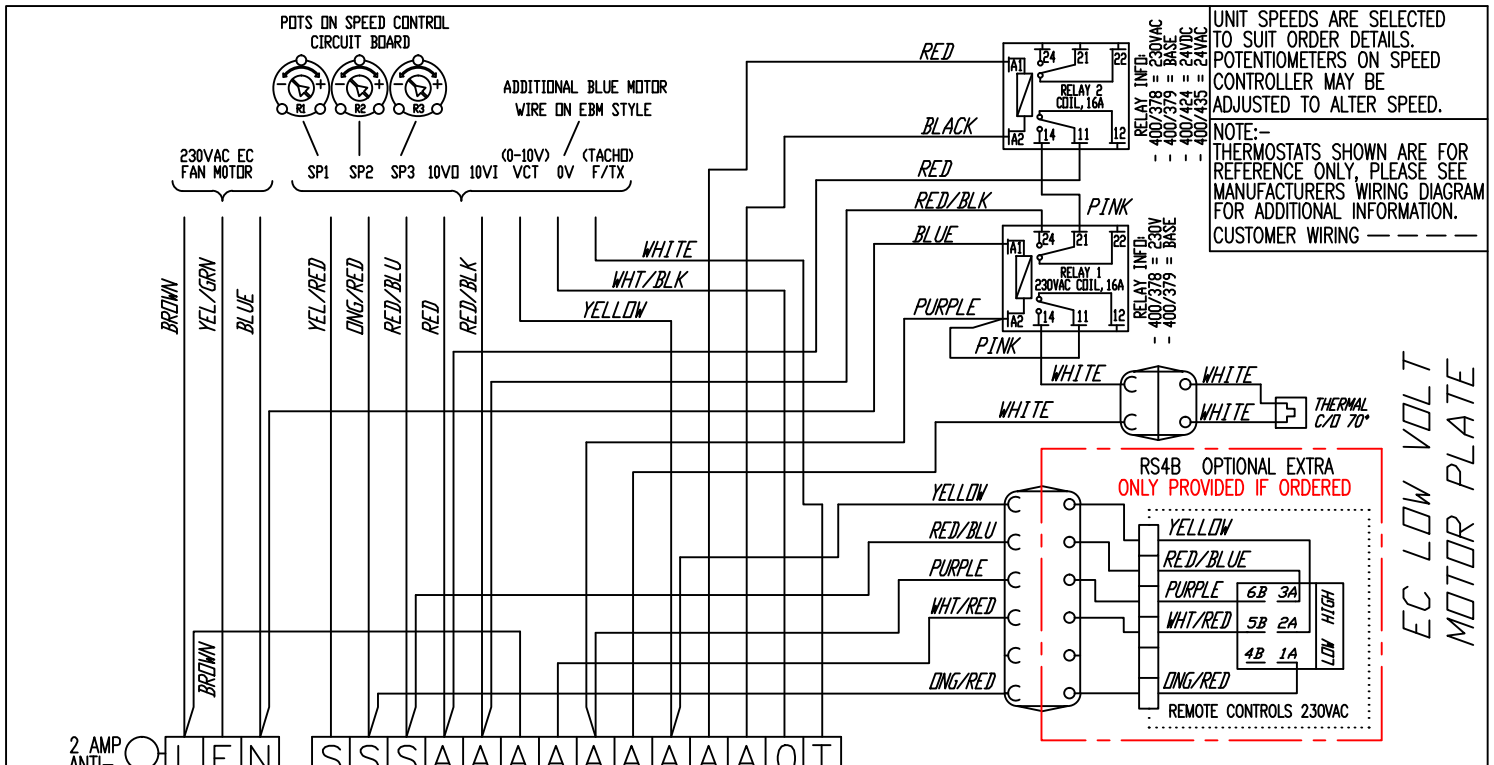 POTS ON SPEED CONTROL
CIRCUIT BOARD
R1
R2
R3
ADDITIONAL BLUE MOTOR
WIRE ON EBM STYLE
230VAC EC
FAN MOTOR
SP1
SP2
SP3
10VO
10VI
(0-10V)
VCT
0V
(TACHO)
F/TX
BROWN
YEL/GRN
BLUE
YEL/RED
ONG/RED
RED/BLU
RED
RED/BLK
WHITE
WHT/BLK
YELLOW
BROWN
RED
BLACK
RED
RED/BLK
BLUE
PURPLE
PINK
PINK
A1
24
21
22
RELAY 2
COIL, 16A
A2
14
11
12
RELAY INFO:
- 400/378 = 230VAC
- 400/379 = BASE
- 400/424 = 24VDC
- 400/435 = 24VAC
A1
24
21
22
RELAY 1
230VAC COIL, 16A
A2
14
11
12
RELAY INFO:
- 400/378 = 230V
- 400/379 = BASE
UNIT SPEEDS ARE SELECTED
TO SUIT ORDER DETAILS.
POTENTIOMETERS ON SPEED
CONTROLLER MAY BE
ADJUSTED TO ALTER SPEED.
NOTE:-
THERMOSTATS SHOWN ARE FOR
REFERENCE ONLY, PLEASE SEE
MANUFACTURERS WIRING DIAGRAM
FOR ADDITIONAL INFORMATION.
CUSTOMER WIRING
WHITE
WHITE
WHITE
WHITE
THERMAL
C/O 70°
EC LOW VOLT
MOTOR PLATE
RS4B OPTIONAL EXTRA
ONLY PROVIDED IF ORDERED
YELLOW
RED/BLU
PURPLE
WHT/RED
ONG/RED
YELLOW
RED/BLUE
PURPLE
WHT/RED
ONG/RED
6B 3A
5B 2A
4B 1A
LOW HIGH
REMOTE CONTROLS 230VAC
2 AMP
ANTI-
L E N
S S S A A A A A A A A A O T